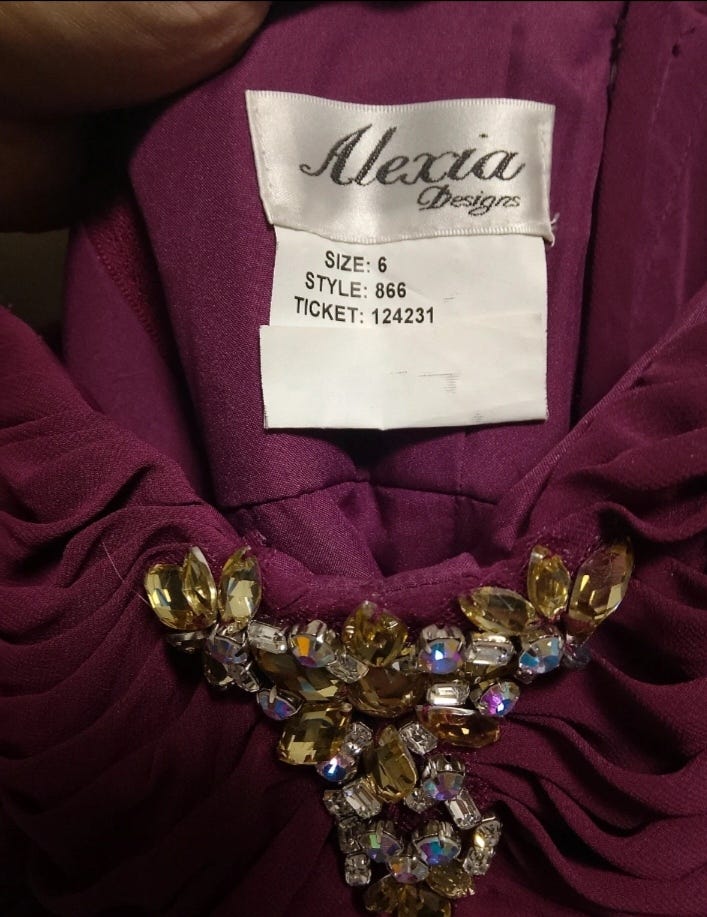 Alexia
Designs
SIZE: 6
STYLE: 866
TICKET: 124231